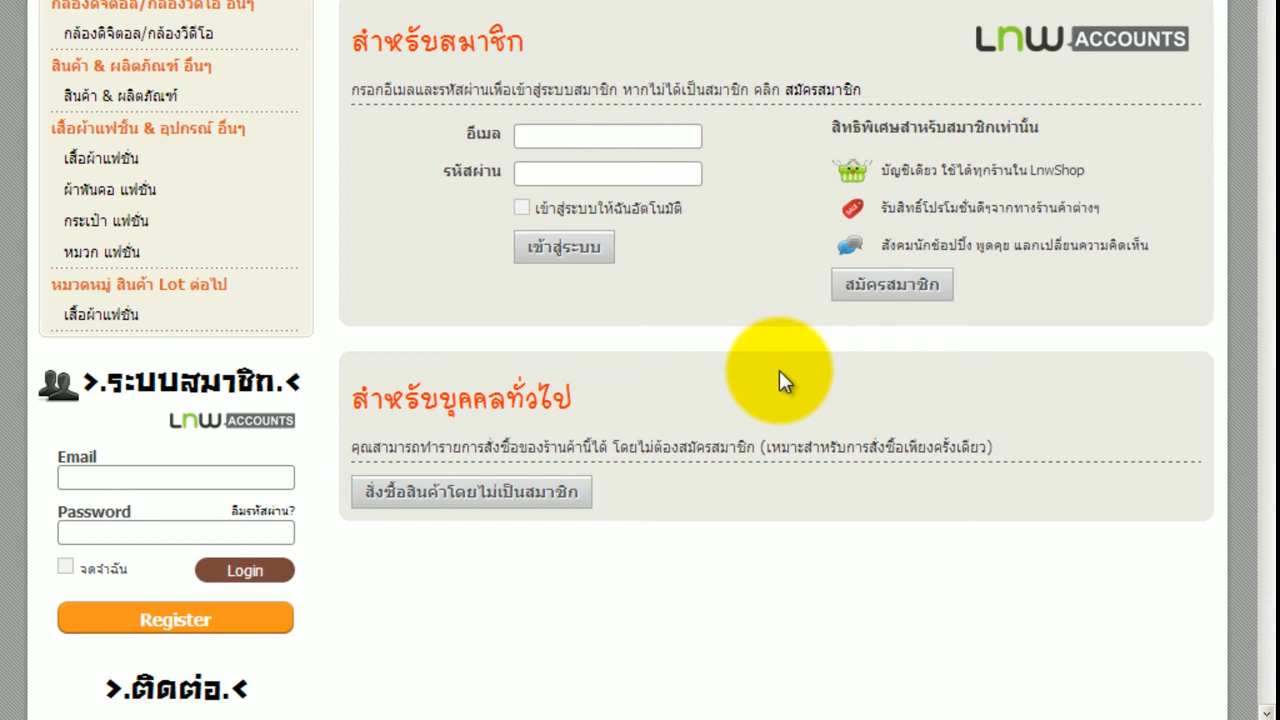 กล้องดิจิตอล/กล้องวีดีโอ อื่นๆ
กล้องดิจิตอล/กล้องวีดีโอ
สินค้า & ผลิตภัณฑ์ อื่นๆ
สินค้า & ผลิตภัณฑ์
เสื้อผ้าแฟชั่น & อุปกรณ์ อื่นๆ
เสื้อผ้าแฟชั่น
ผ้าพันคอ แฟชั่น
กระเป๋า แฟชั่น
หมวก แฟชั่น
หมวดหมู่ สินค้า Lot ต่อไป
เสื้อผ้าแฟชั่น
>.ระบบสมาชิก.<
LnW ACCOUNTS
Email
Password ลืมรหัสผ่าน?
จดจำฉัน Login
Register
>.ติดต่อ.<
สำหรับสมาชิก
LnW ACCOUNTS
กรอกอีเมลและรหัสผ่านเพื่อเข้าสู่ระบบสมาชิก หากไม่ได้เป็นสมาชิก คลิก สมัครสมาชิก
อีเมล
รหัสผ่าน
เข้าสู่ระบบให้ฉันอัตโนมัติ
เข้าสู่ระบบ
สิทธิพิเศษสำหรับสมาชิกเท่านั้น
บัญชีเดียว ใช้ได้ทุกร้านใน LnwShop
รับสิทธิ์โปรโมชั่นดีๆจากทางร้านค้าต่างๆ
สังคมนักช้อปปิ้ง พูดคุย แลกเปลี่ยนความคิดเห็น
สมัครสมาชิก
สำหรับบุคคลทั่วไป
คุณสามารถทำรายการสั่งซื้อของร้านค้านี้ได้ โดยไม่ต้องสมัครสมาชิก (เหมาะสำหรับการสั่งซื้อเพียงครั้งเดียว)
สั่งซื้อสินค้าโดยไม่เป็นสมาชิก